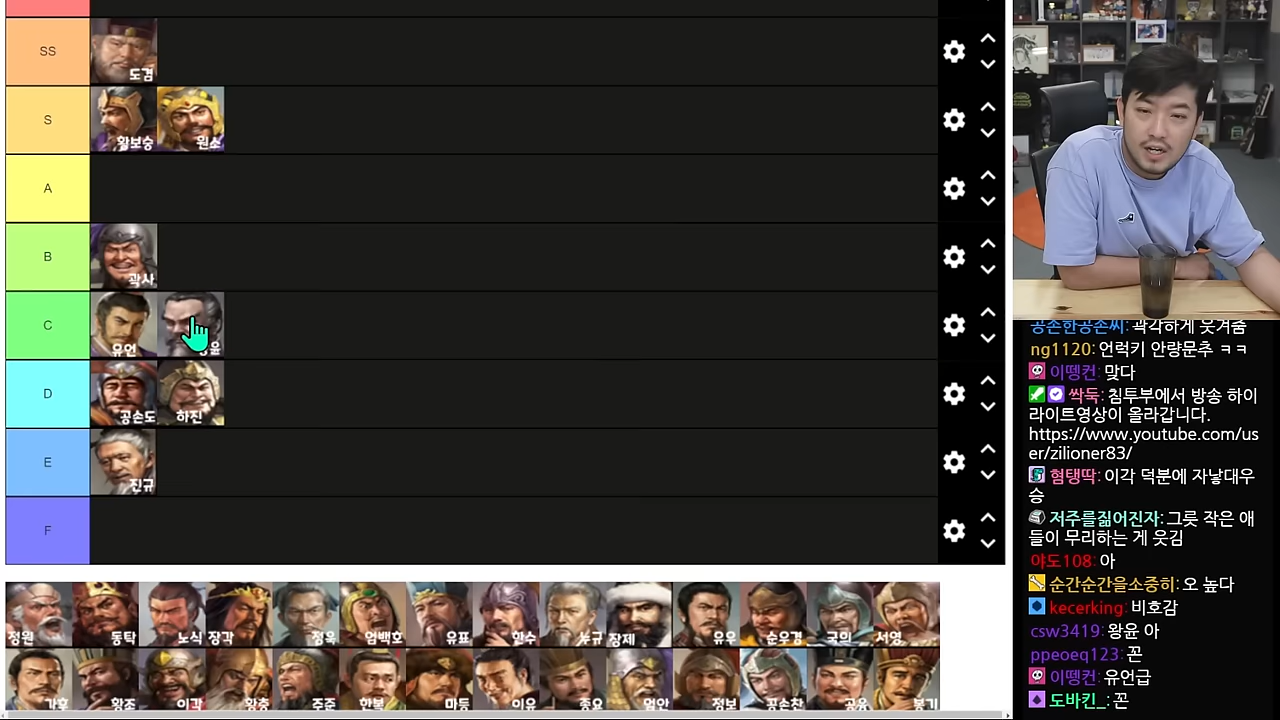 SS
도겸
S
황보숭 원소
A
B
곽사
C
유언
D
공손도 하진
E
진규
F
정원 동탁 노식 장각 정욱 엄백호 유표 한수 장제 유우 순우경 국의 서영
가후 황조 이각 황충 주준 한복 마등 이유 종요 엄안 정보 공손찬 공융
공손한공손씨: 곽각하게 웃겨줌
ng1120: 언럭키 안량문추 ㅋㅋ
이뗑컨: 맞다
싹둑: 침투부에서 방송 하이
라이트영상이 올라갑니다.
https://www.youtube.com/us
er/zilioner83/
혐탱딱: 이각 덕분에 자낳대우
승
저주를짊어진자: 그릇 작은 애
들이 무리하는 게 웃김
야도108: 아
순간순간을소중히: 오 높다
kecerking: 비호감
csw3419: 왕윤 아
ppeoeq123: 꼰
이뗑컨: 유언급
도바킨_: 꼰